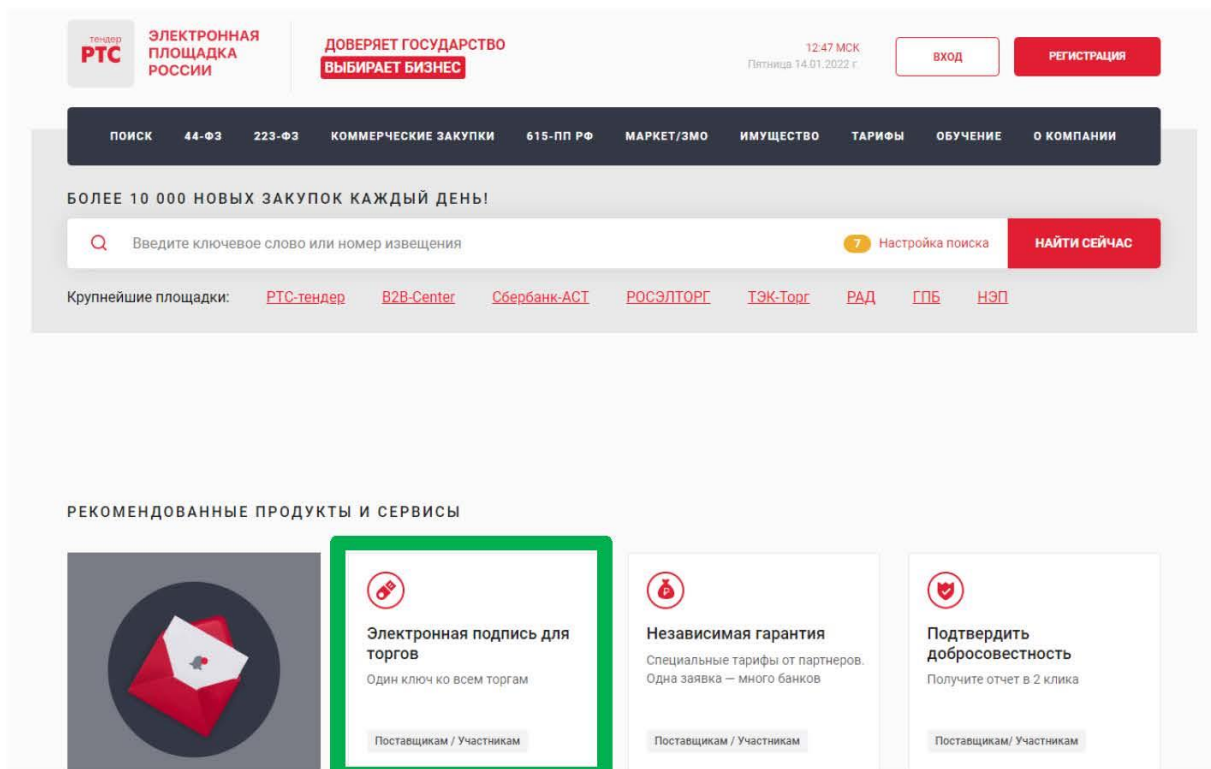 тендер
РТС
ЭЛЕКТРОННАЯ
ПЛОЩАДКА
РОССИИ
ДОВЕРЯЕТ ГОСУДАРСТВО
ВЫБИРАЕТ БИЗНЕС
12:47 МСК
Пятница 14.01.2022 г.
ВХОД
РЕГИСТРАЦИЯ
ПОИСК 44-ФЗ 223-ФЗ КОММЕРЧЕСКИЕ ЗАКУПКИ 615-ПП РФ МАРКЕТ/ЗМО ИМУЩЕСТВО ТАРИФЫ ОБУЧЕНИЕ О КОМПАНИИ
БОЛЕЕ 10 000 НОВЫХ ЗАКУПОК КАЖДЫЙ ДЕНЬ!
Введите ключевое слово или номер извещения 7 Настройка поиска НАЙТИ СЕЙЧАС
Крупнейшие площадки: РТС-тендер B2B-Center Сбербанк-АСТ РОСЭЛТОРГ ТЭК-Торг РАД ГПБ НЭП
РЕКОМЕНДОВАННЫЕ ПРОДУКТЫ И СЕРВИСЫ
Электронная подпись для
торгов
Один ключ ко всем торгам
Поставщикам / Участникам
Независимая гарантия
Специальные тарифы от партнеров.
Одна заявка — много банков
Поставщикам / Участникам
Подтвердить
добросовестность
Получите отчет в 2 клика
Поставщикам/ Участникам